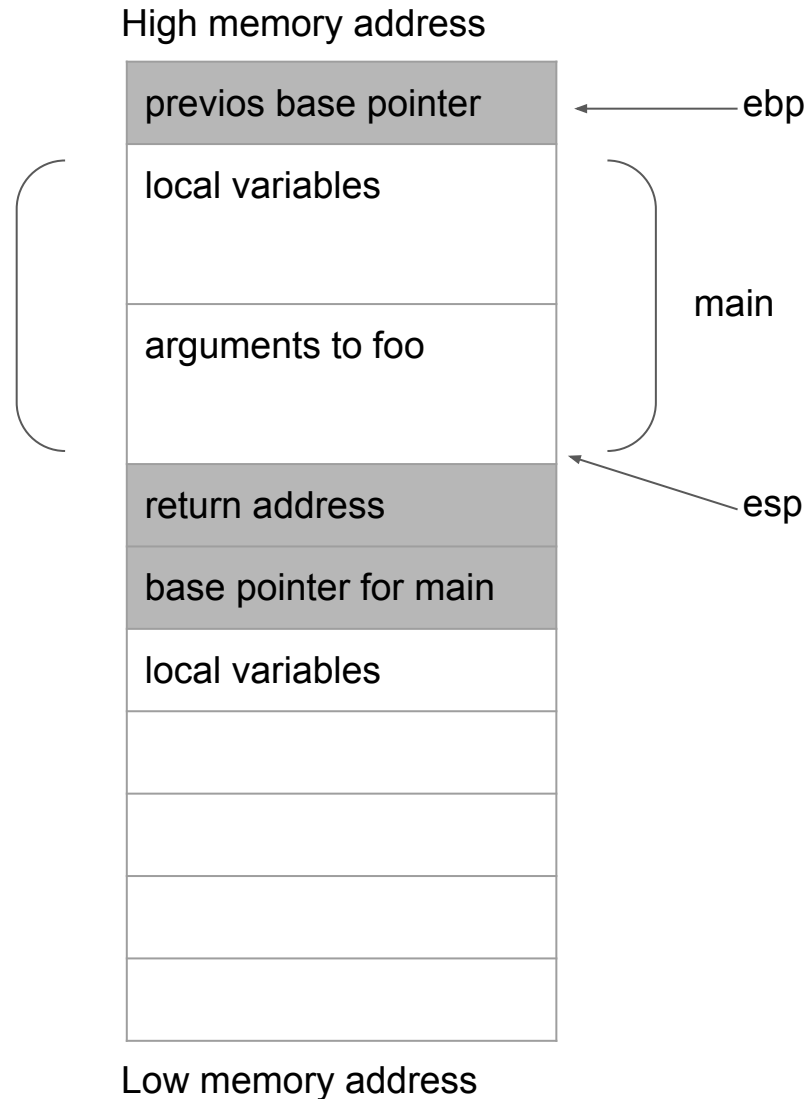 High memory address
previos base pointer
ebp
local variables
main
arguments to foo
return address
esp
base pointer for main
local variables
Low memory address